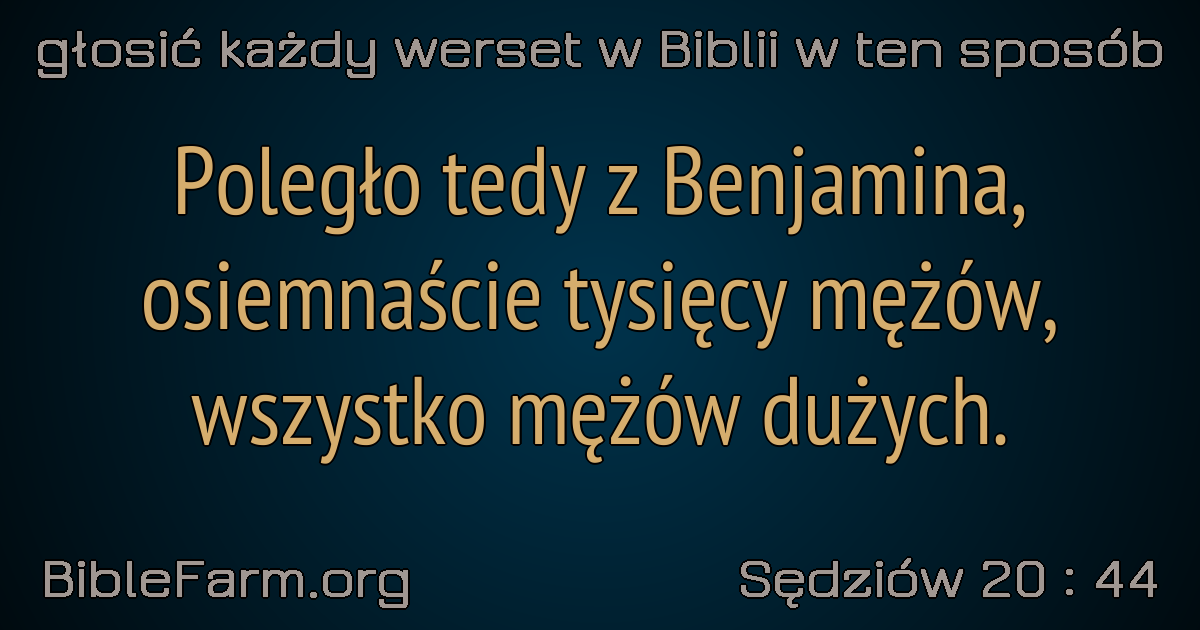 głosić każdy werset w Biblii w ten sposób
Poległo tedy z Benjamina,
osiemnaście tysięcy mężów,
wszystko mężów dużych.
BibleFarm.org
Sędziów 20 : 44